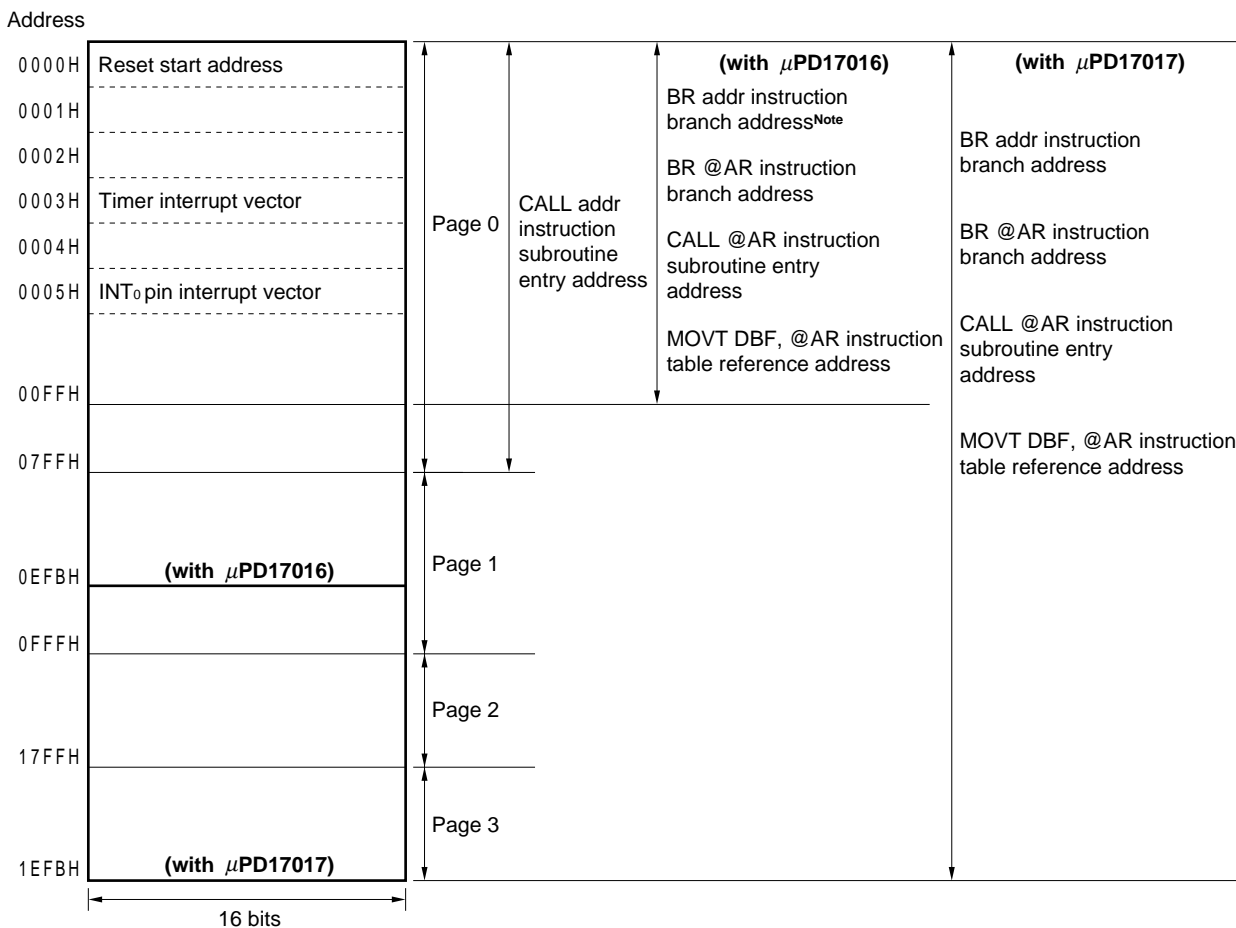 Address
0000H Reset start address
0001H
0002H
0003H Timer interrupt vector
0004H
0005H INT₀ pin interrupt vector
00FFH
07FFH
0EFBH (with μPD17016)
0FFFH
17FFH
1EFBH (with μPD17017)
16 bits
Page 0
Page 1
Page 2
Page 3
CALL addr
instruction
subroutine
entry address
(with μPD17016)
BR addr instruction
branch addressNote
BR @AR instruction
branch address
CALL @AR instruction
subroutine entry
address
MOVT DBF, @AR instruction
table reference address
(with μPD17017)
BR addr instruction
branch address
BR @AR instruction
branch address
CALL @AR instruction
subroutine entry
address
MOVT DBF, @AR instruction
table reference address